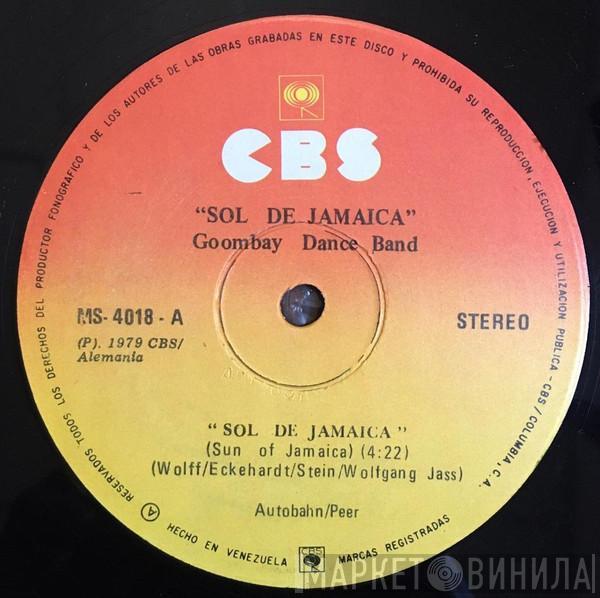 RESERVADOS TODOS LOS DERECHOS DEL PRODUCTOR FONOGRAFICO Y DE LOS AUTORES DE LAS OBRAS GRABADAS EN ESTE DISCO Y PROHIBIDA SU REPRODUCCION, EJECUCION Y UTILIZACION PUBLICA - CBS/COLUMBIA, C.A.
CBS
"SOL DE JAMAICA"
Goombay Dance Band
MS-4018-A
STEREO
(P). 1979 CBS/
Alemania
"SOL DE JAMAICA"
(Sun of Jamaica) (4:22)
(Wolff/Eckehardt/Stein/Wolfgang Jass)
Autobahn/Peer
A
HECHO EN VENEZUELA CBS MARCAS REGISTRADAS
МАРКЕТ ВИНИЛА